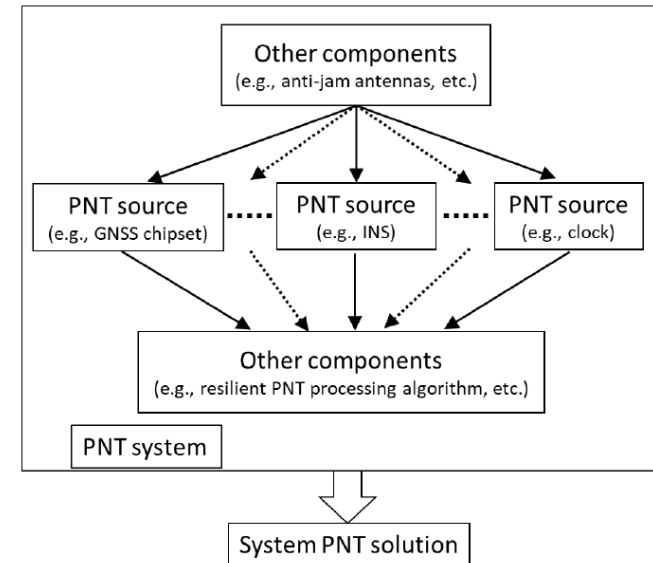 Other components
(e.g., anti-jam antennas, etc.)
PNT source
(e.g., GNSS chipset)
PNT source
(e.g., INS)
PNT source
(e.g., clock)
Other components
(e.g., resilient PNT processing algorithm, etc.)
PNT system
System PNT solution